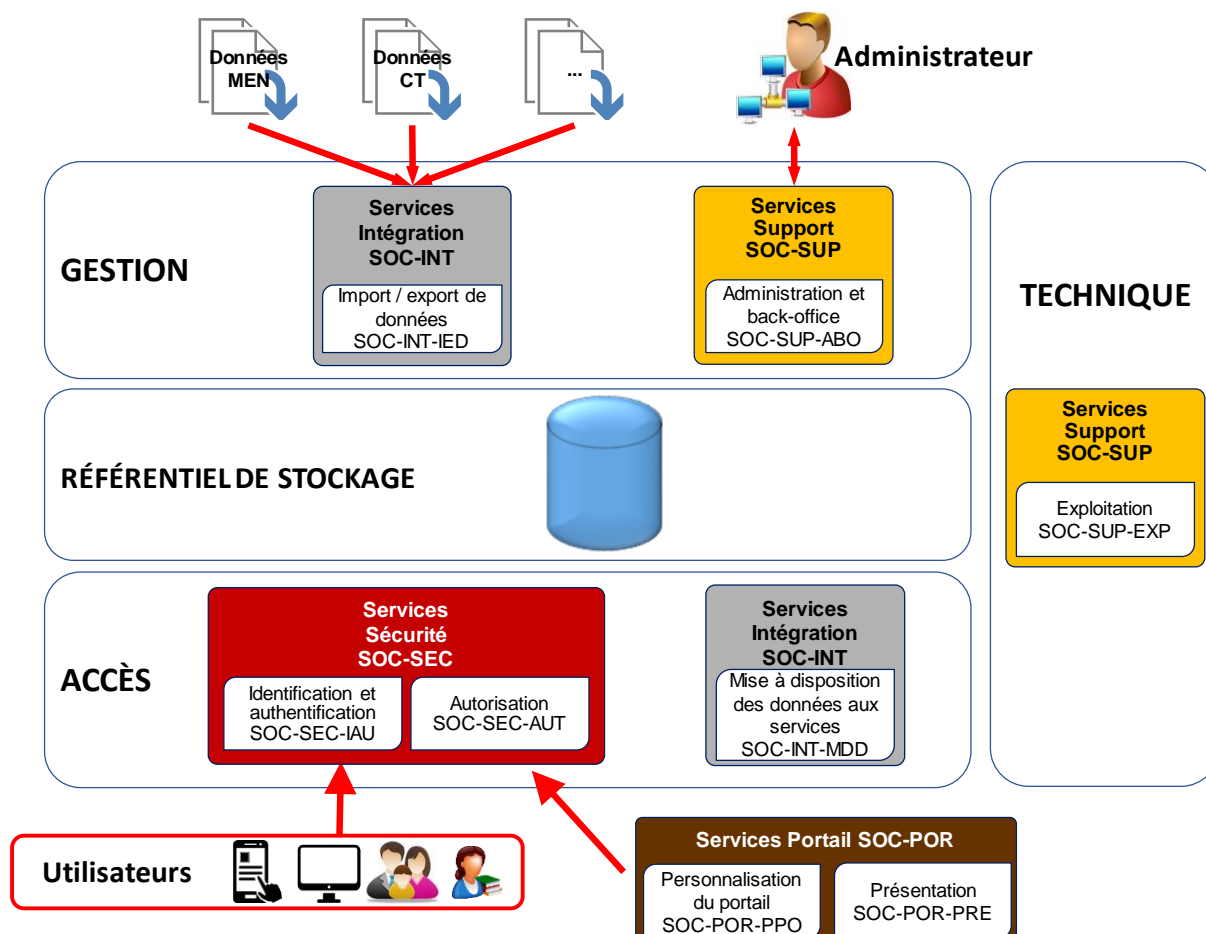 Données
MEN
Données
CT
...
Administrateur
GESTION
Services
Intégration
SOC-INT
Import / export de
données
SOC-INT-IED
Services
Support
SOC-SUP
Administration et
back-office
SOC-SUP-ABO
TECHNIQUE
Services
Support
SOC-SUP
Exploitation
SOC-SUP-EXP
RÉFÉRENTIEL DE STOCKAGE
ACCÈS
Services
Sécurité
SOC-SEC
Identification et
authentification
SOC-SEC-IAU
Autorisation
SOC-SEC-AUT
Services
Intégration
SOC-INT
Mise à disposition
des données aux
services
SOC-INT-MDD
Utilisateurs
Services Portail SOC-POR
Personnalisation
du portail
SOC-POR-PPO
Présentation
SOC-POR-PRE